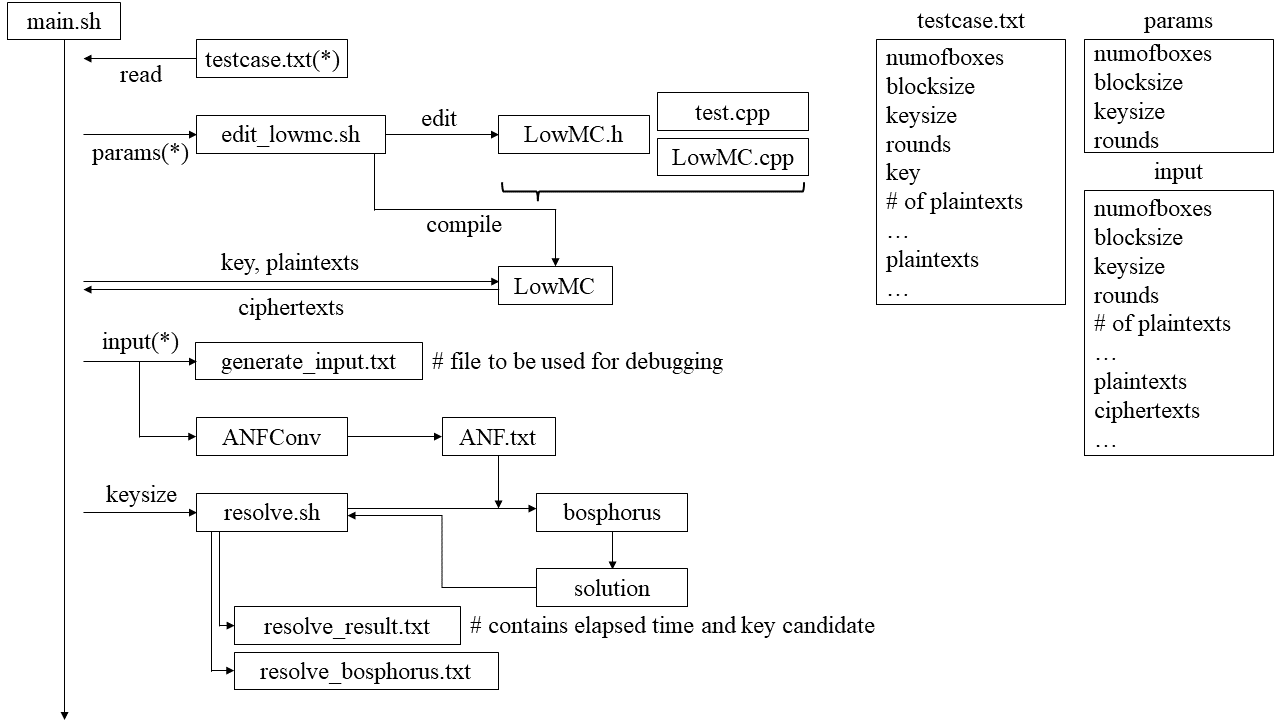 main.sh
testcase.txt(*)
read
edit_lowmc.sh
params(*)
edit
LowMC.h
test.cpp
LowMC.cpp
compile
key, plaintexts
LowMC
ciphertexts
input(*)
generate_input.txt
# file to be used for debugging
ANFConv
ANF.txt
keysize
resolve.sh
bosphorus
solution
resolve_result.txt
# contains elapsed time and key candidate
resolve_bosphorus.txt
testcase.txt
numofboxes
blocksize
keysize
rounds
key
# of plaintexts
…
plaintexts
…
params
numofboxes
blocksize
keysize
rounds
input
numofboxes
blocksize
keysize
rounds
# of plaintexts
…
plaintexts
ciphertexts
…